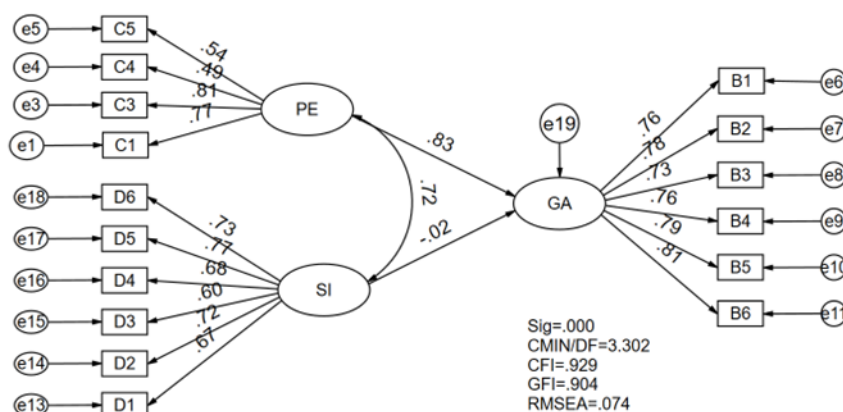 e5 C5 .54
e4 C4 .49
e3 C3 .81
e1 C1 .77
PE
e18 D6 .73
e17 D5 .77
e16 D4 .68
e15 D3 .60
e14 D2 .72
e13 D1 .67
SI
.72
.83
-.02
e19
GA
.76 B1 e6
.78 B2 e7
.73 B3 e8
.76 B4 e9
.79 B5 e10
.81 B6 e11
Sig=.000
CMIN/DF=3.302
CFI=.929
GFI=.904
RMSEA=.074